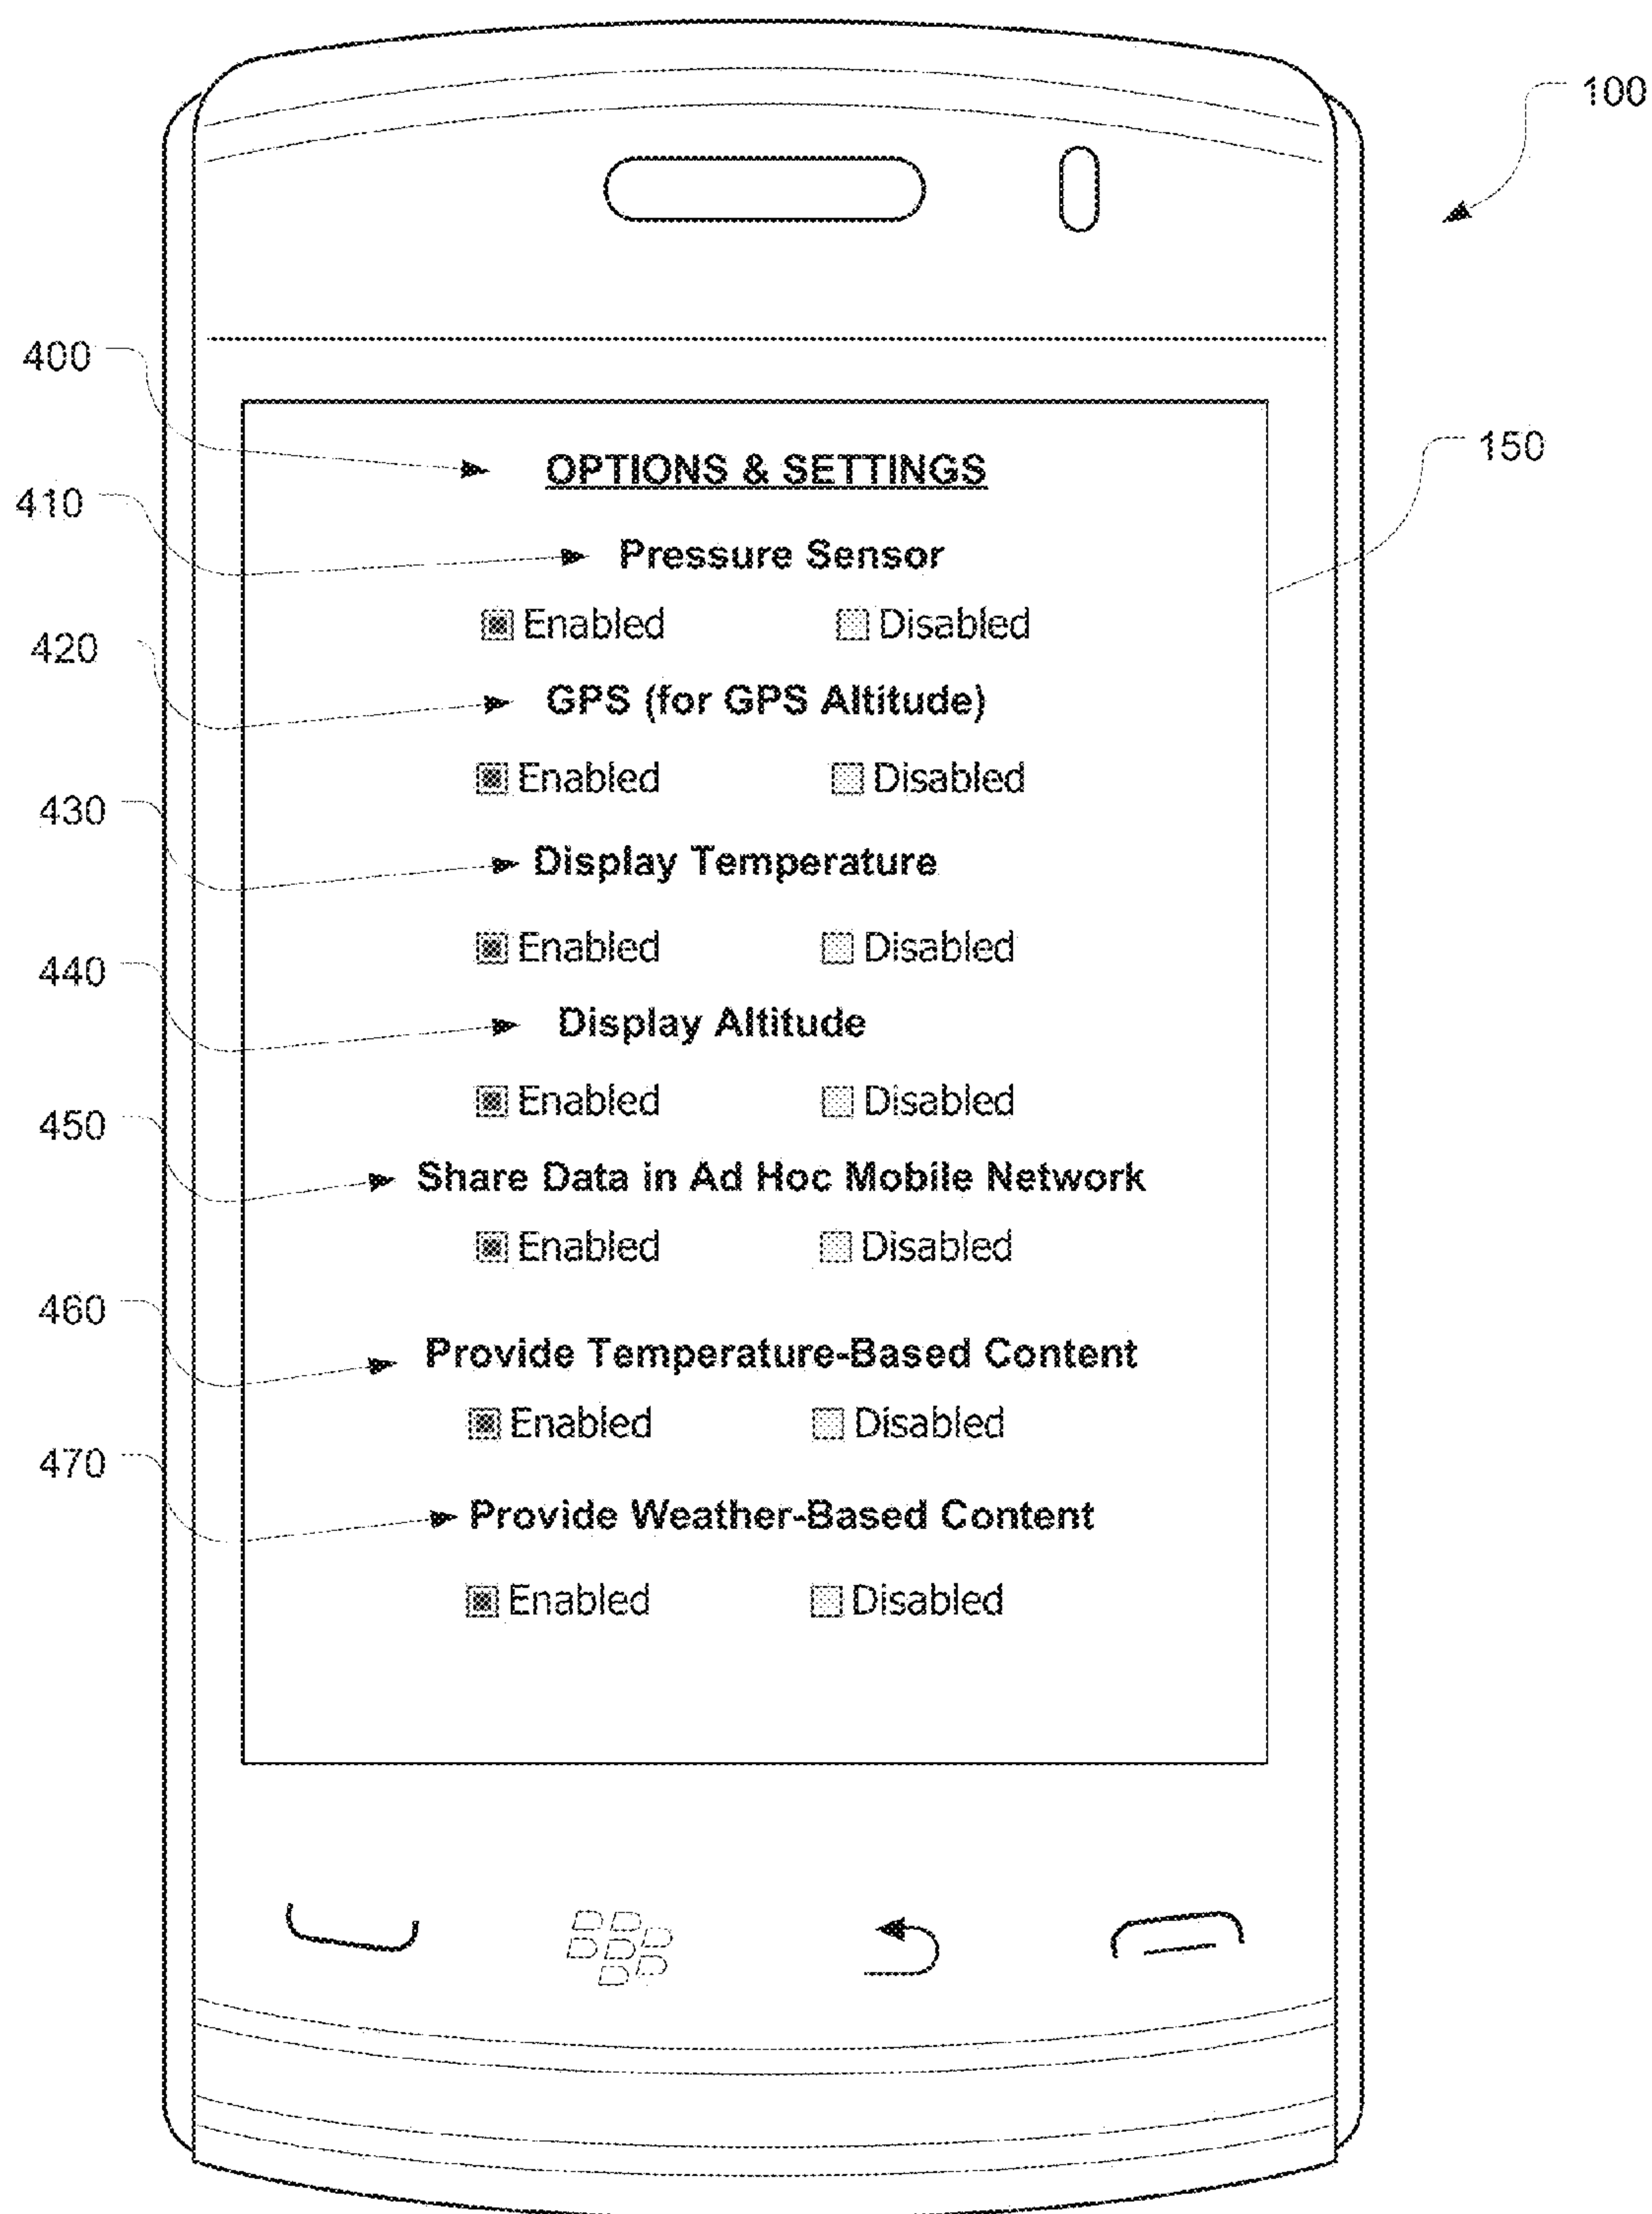 100
400
150
OPTIONS & SETTINGS
410
Pressure Sensor
Enabled Disabled
420
GPS (for GPS Altitude)
Enabled Disabled
430
Display Temperature
Enabled Disabled
440
Display Altitude
Enabled Disabled
450
Share Data in Ad Hoc Mobile Network
Enabled Disabled
460
Provide Temperature-Based Content
Enabled Disabled
470
Provide Weather-Based Content
Enabled Disabled